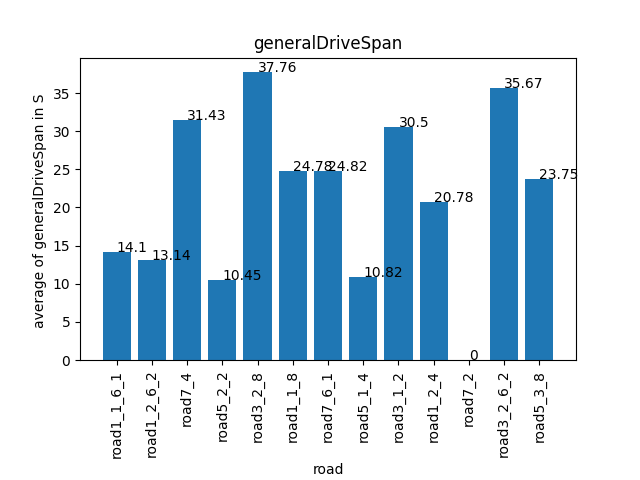 generalDriveSpan
average of generalDriveSpan in S
35
30
25
20
15
10
5
0
14.1
13.14
31.43
10.45
37.76
24.78
24.82
10.82
30.5
20.78
0
35.67
23.75
road1_1_6_1
road1_2_6_2
road7_4
road5_2_2
road3_2_8
road1_1_8
road7_6_1
road5_1_4
road3_1_2
road1_2_4
road7_2
road3_2_6_2
road5_3_8
road